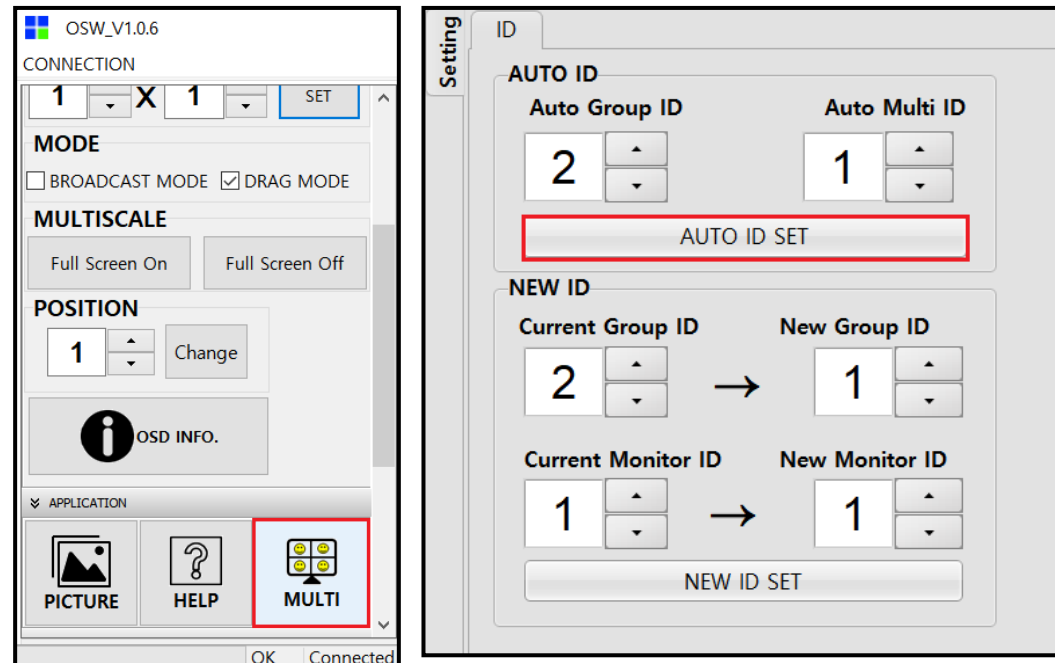 OSW_V1.0.6
CONNECTION
1 X 1 SET
MODE
BROADCAST MODE DRAG MODE
MULTISCALE
Full Screen On Full Screen Off
POSITION
1 Change
OSD INFO.
APPLICATION
PICTURE HELP MULTI
OK Connected
Setting
ID
AUTO ID
Auto Group ID Auto Multi ID
2 1
AUTO ID SET
NEW ID
Current Group ID New Group ID
2 → 1
Current Monitor ID New Monitor ID
1 → 1
NEW ID SET